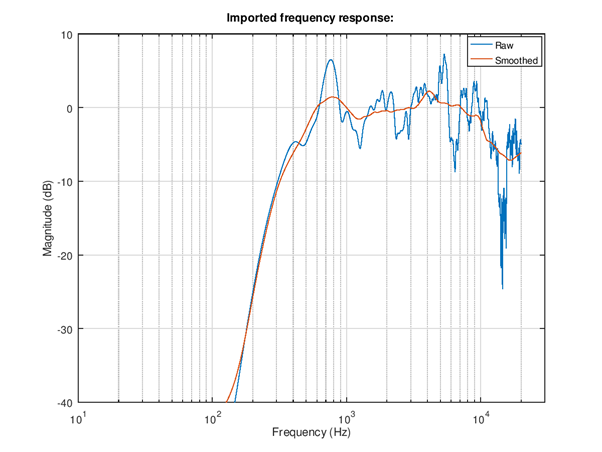 Imported frequency response:
Raw
Smoothed
10
0
-10
-20
-30
-40
Magnitude (dB)
10^1
10^2
10^3
10^4
Frequency (Hz)